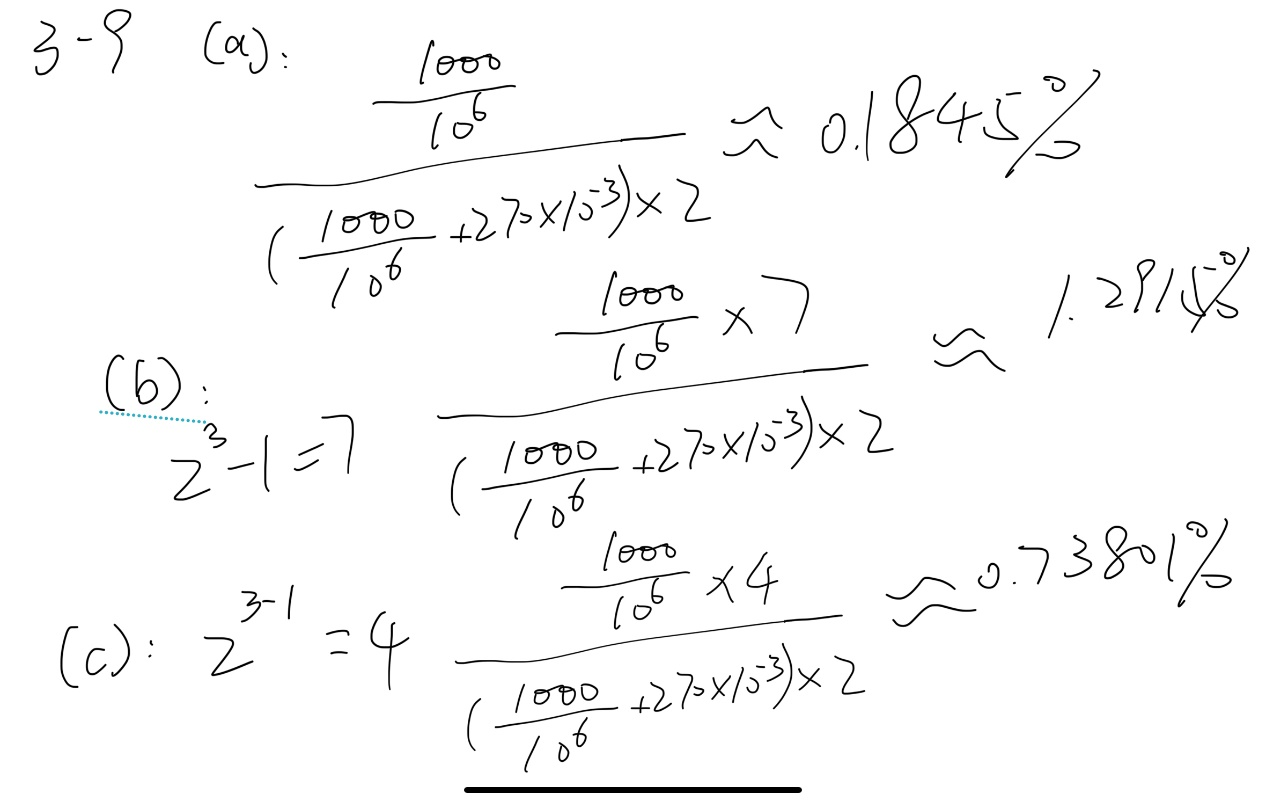 3-9 (a):
1000
10^6
(1000/10^6 +270×10^-3)×2
≈ 0.1845%
(b):
2^3-1=7
1000/10^6 × 7
(1000/10^6 +270×10^-3)×2
≈ 1.2915%
(c): 2^3-1 = 4
1000/10^6 ×4
(1000/10^6 +270×10^-3)×2
≈ 0.73801%